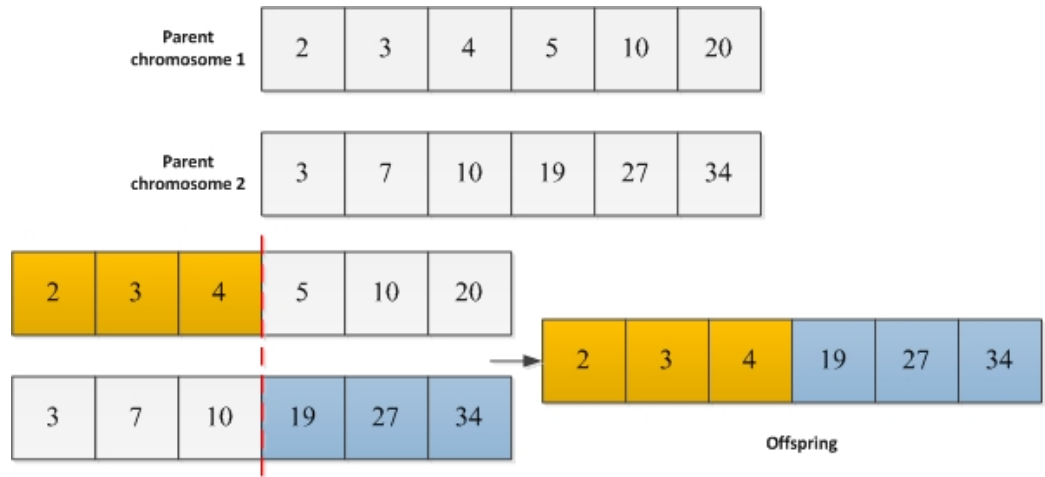 Parent
chromosome 1
2 3 4 5 10 20
Parent
chromosome 2
3 7 10 19 27 34
2 3 4 5 10 20
3 7 10 19 27 34
2 3 4 19 27 34
Offspring